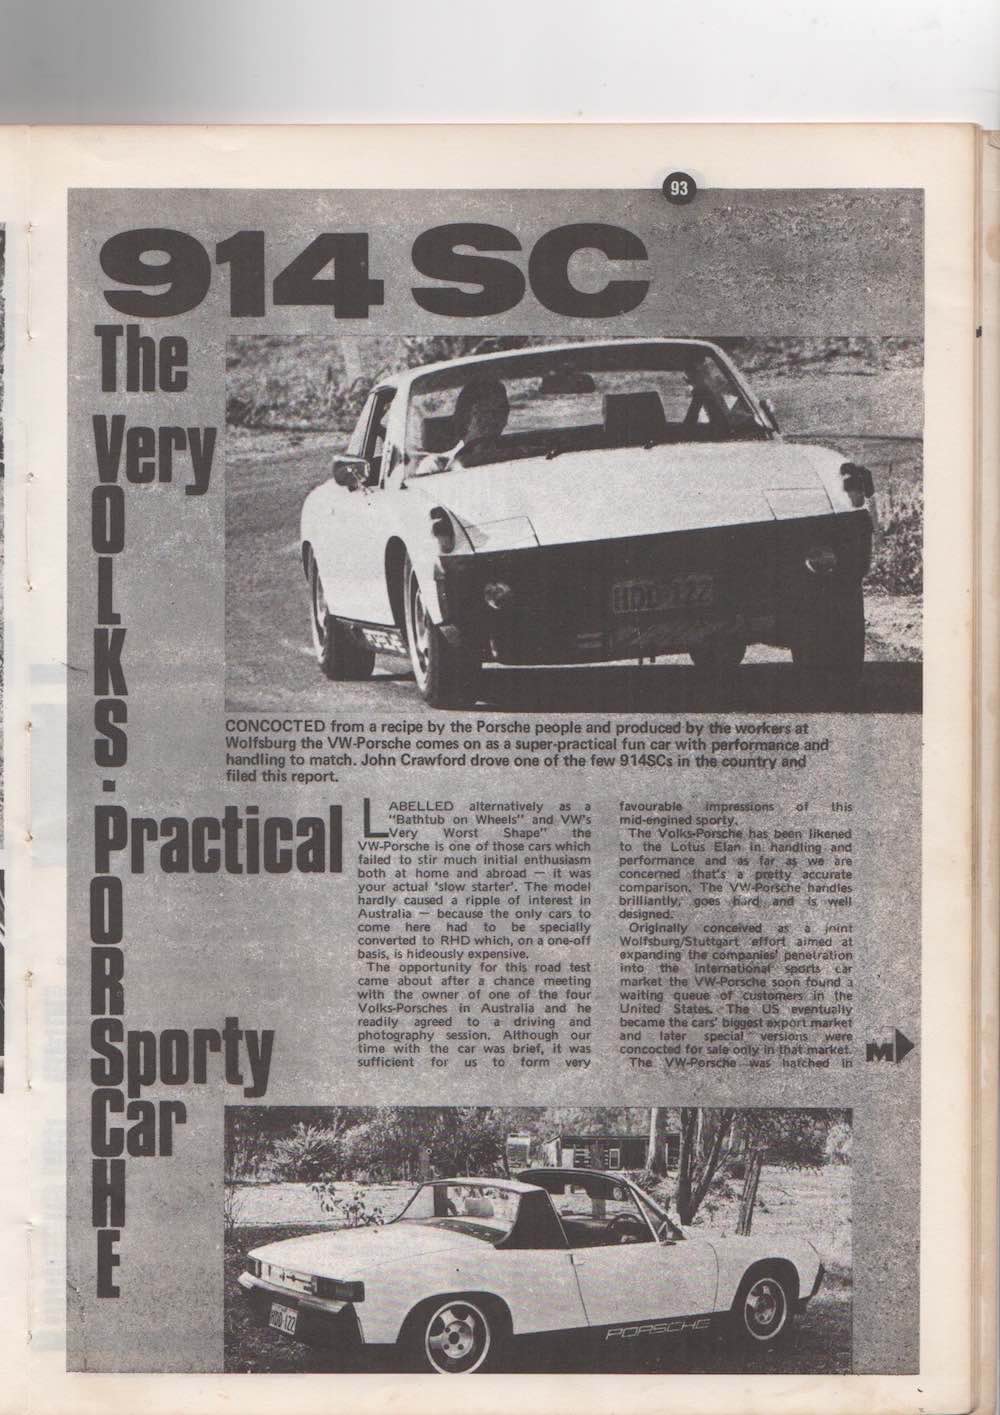 93
914 SC
The
Very
VOLKS·PORSCHE
Practical
Sporty
Car
HDD·122
PORSCHE
CONCOCTED from a recipe by the Porsche people and produced by the workers at
Wolfsburg the VW-Porsche comes on as a super-practical fun car with performance and
handling to match. John Crawford drove one of the few 914SCs in the country and
filed this report.
LABELLED alternatively as a
"Bathtub on Wheels" and VW's
Very Worst Shape" the
VW-Porsche is one of those cars which
failed to stir much initial enthusiasm
both at home and abroad — it was
your actual 'slow starter'. The model
hardly caused a ripple of interest in
Australia — because the only cars to
come here had to be specially
converted to RHD which, on a one-off
basis, is hideously expensive.
The opportunity for this road test
came about after a chance meeting
with the owner of one of the four
Volks-Porsches in Australia and he
readily agreed to a driving and
photography session. Although our
time with the car was brief, it was
sufficient for us to form very
favourable impressions of this
mid-engined sporty.
The Volks-Porsche has been likened
to the Lotus Elan in handling and
performance and as far as we are
concerned that's a pretty accurate
comparison. The VW-Porsche handles
brilliantly, goes hard and is well
designed.
Originally conceived as a joint
Wolfsburg/Stuttgart effort aimed at
expanding the companies' penetration
into the international sports car
market the VW-Porsche soon found a
waiting queue of customers in the
United States. The US eventually
became the cars' biggest export market
and later special versions were
concocted for sale only in that market.
The VW-Porsche was hatched in
M
HDD·122
PORSCHE